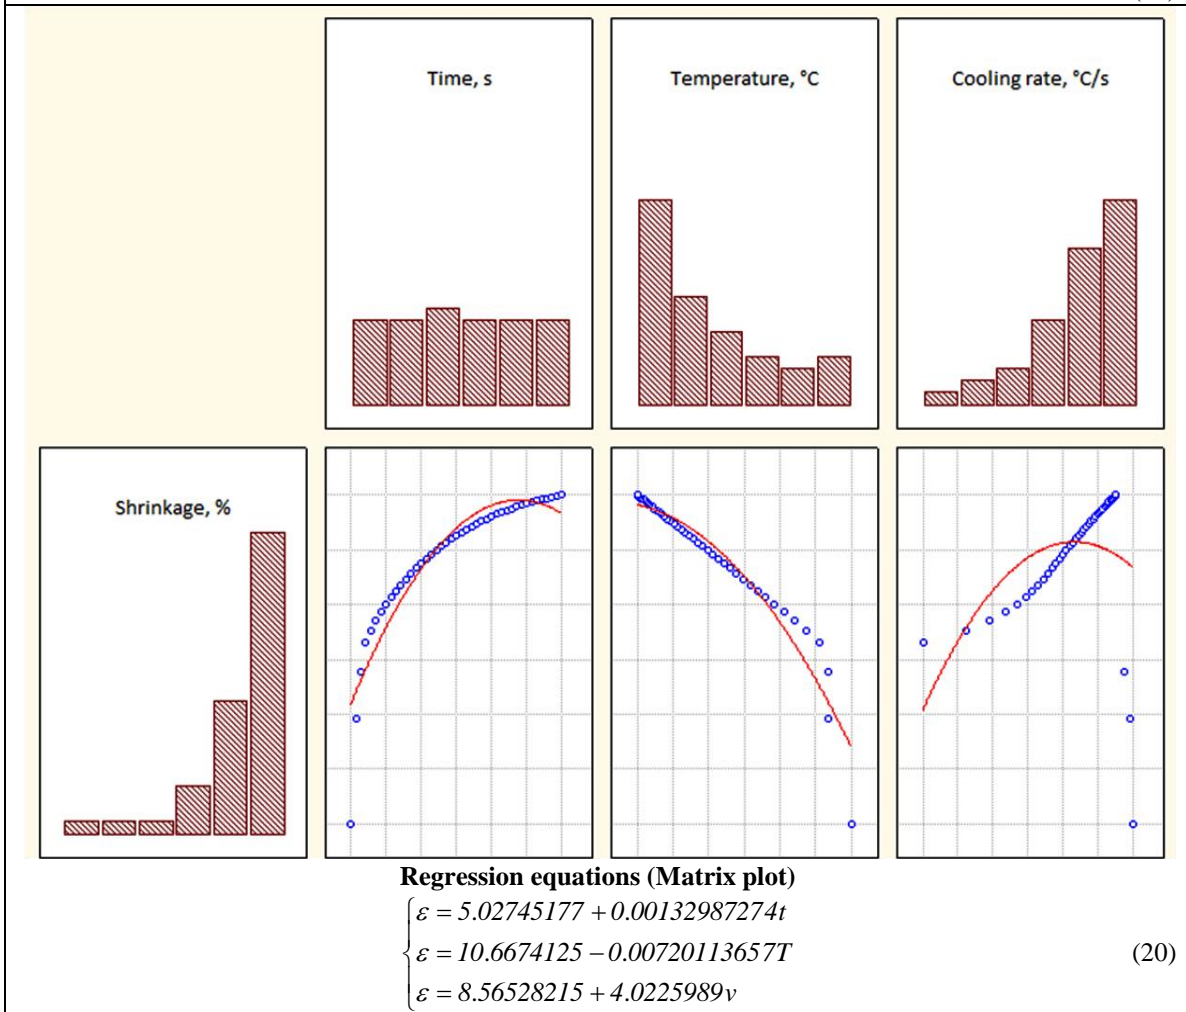 Time, s
Temperature, °C
Cooling rate, °C/s
Shrinkage, %
Regression equations (Matrix plot)
ε = 5.02745177 + 0.00132987274t
ε = 10.6674125 − 0.00720113657T
(20)
ε = 8.56528215 + 4.0225989v